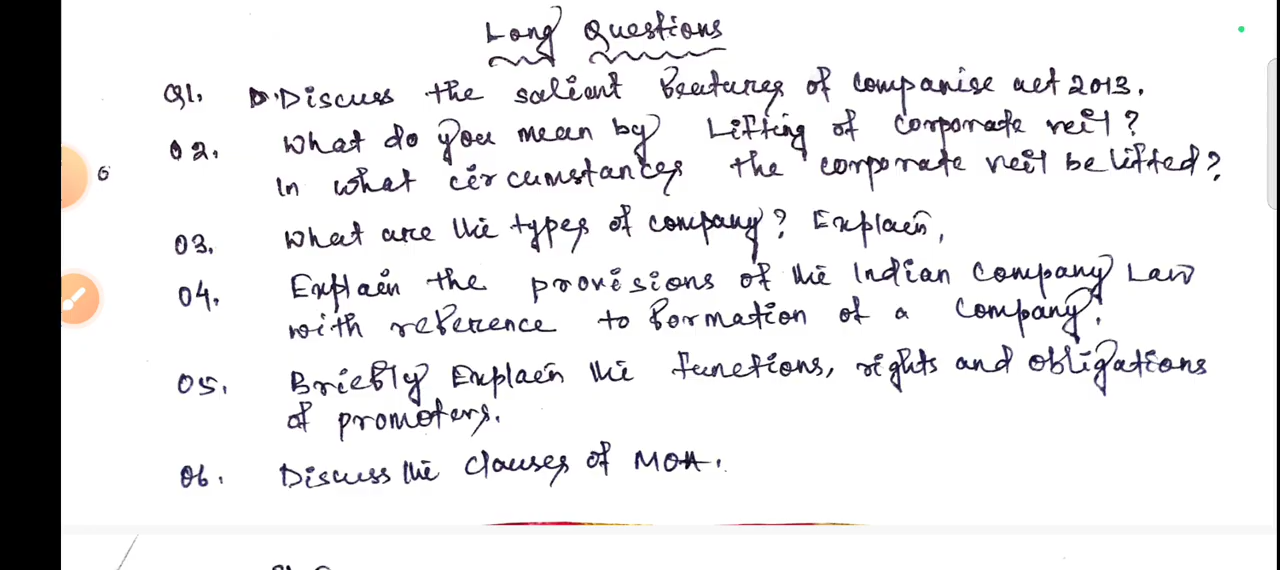 Long Questions
Q1. Discuss the salient features of companise act 2013.
02. What do you mean by Lifting of corporate veil?
In what circumstances the corporate veil be lifted?
03. What are the types of company? Explain,
04. Explain the provisions of the Indian Company Law
with reference to formation of a company.
05. Briefly Explain the functions, rights and obligations
of promoters.
06. Discuss the clauses of MOA.